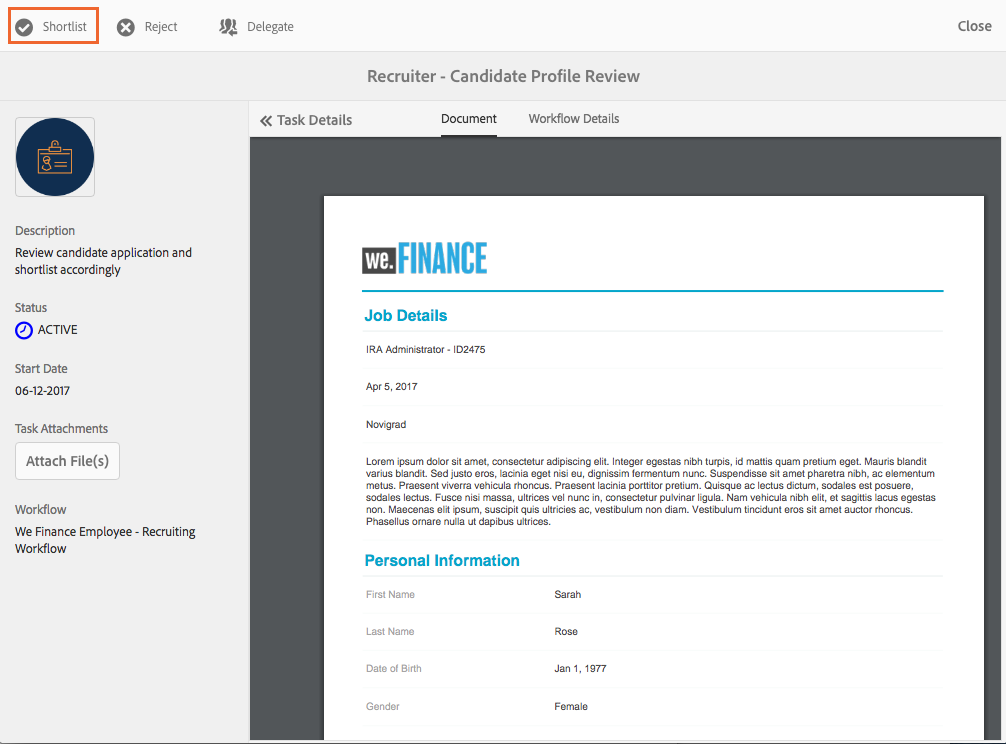 Shortlist Reject Delegate Close
Recruiter - Candidate Profile Review
Task Details Document Workflow Details
Description
Review candidate application and
shortlist accordingly
Status
ACTIVE
Start Date
06-12-2017
Task Attachments
Attach File(s)
Workflow
We Finance Employee - Recruiting
Workflow
we.FINANCE
Job Details
IRA Administrator - ID2475
Apr 5, 2017
Novigrad
Lorem ipsum dolor sit amet, consectetur adipiscing elit. Integer egestas nibh turpis, id mattis quam pretium eget. Mauris blandit
varius blandit. Sed justo eros, lacinia eget nisi eu, dignissim fermentum nunc. Suspendisse sit amet pharetra nibh, ac elementum
metus. Praesent viverra vehicula rhoncus. Praesent lacinia porttitor pretium. Quisque ac lectus dictum, sodales est posuere,
sodales lectus. Fusce nisi massa, ultrices vel nunc in, consectetur pulvinar ligula. Nam vehicula nibh elit, et sagittis lacus egestas
non. Maecenas elit ipsum, suscipit quis ultricies ac, vestibulum non diam. Vestibulum tincidunt eros sit amet auctor rhoncus.
Phasellus ornare nulla ut dapibus ultrices.
Personal Information
First Name Sarah
Last Name Rose
Date of Birth Jan 1, 1977
Gender Female